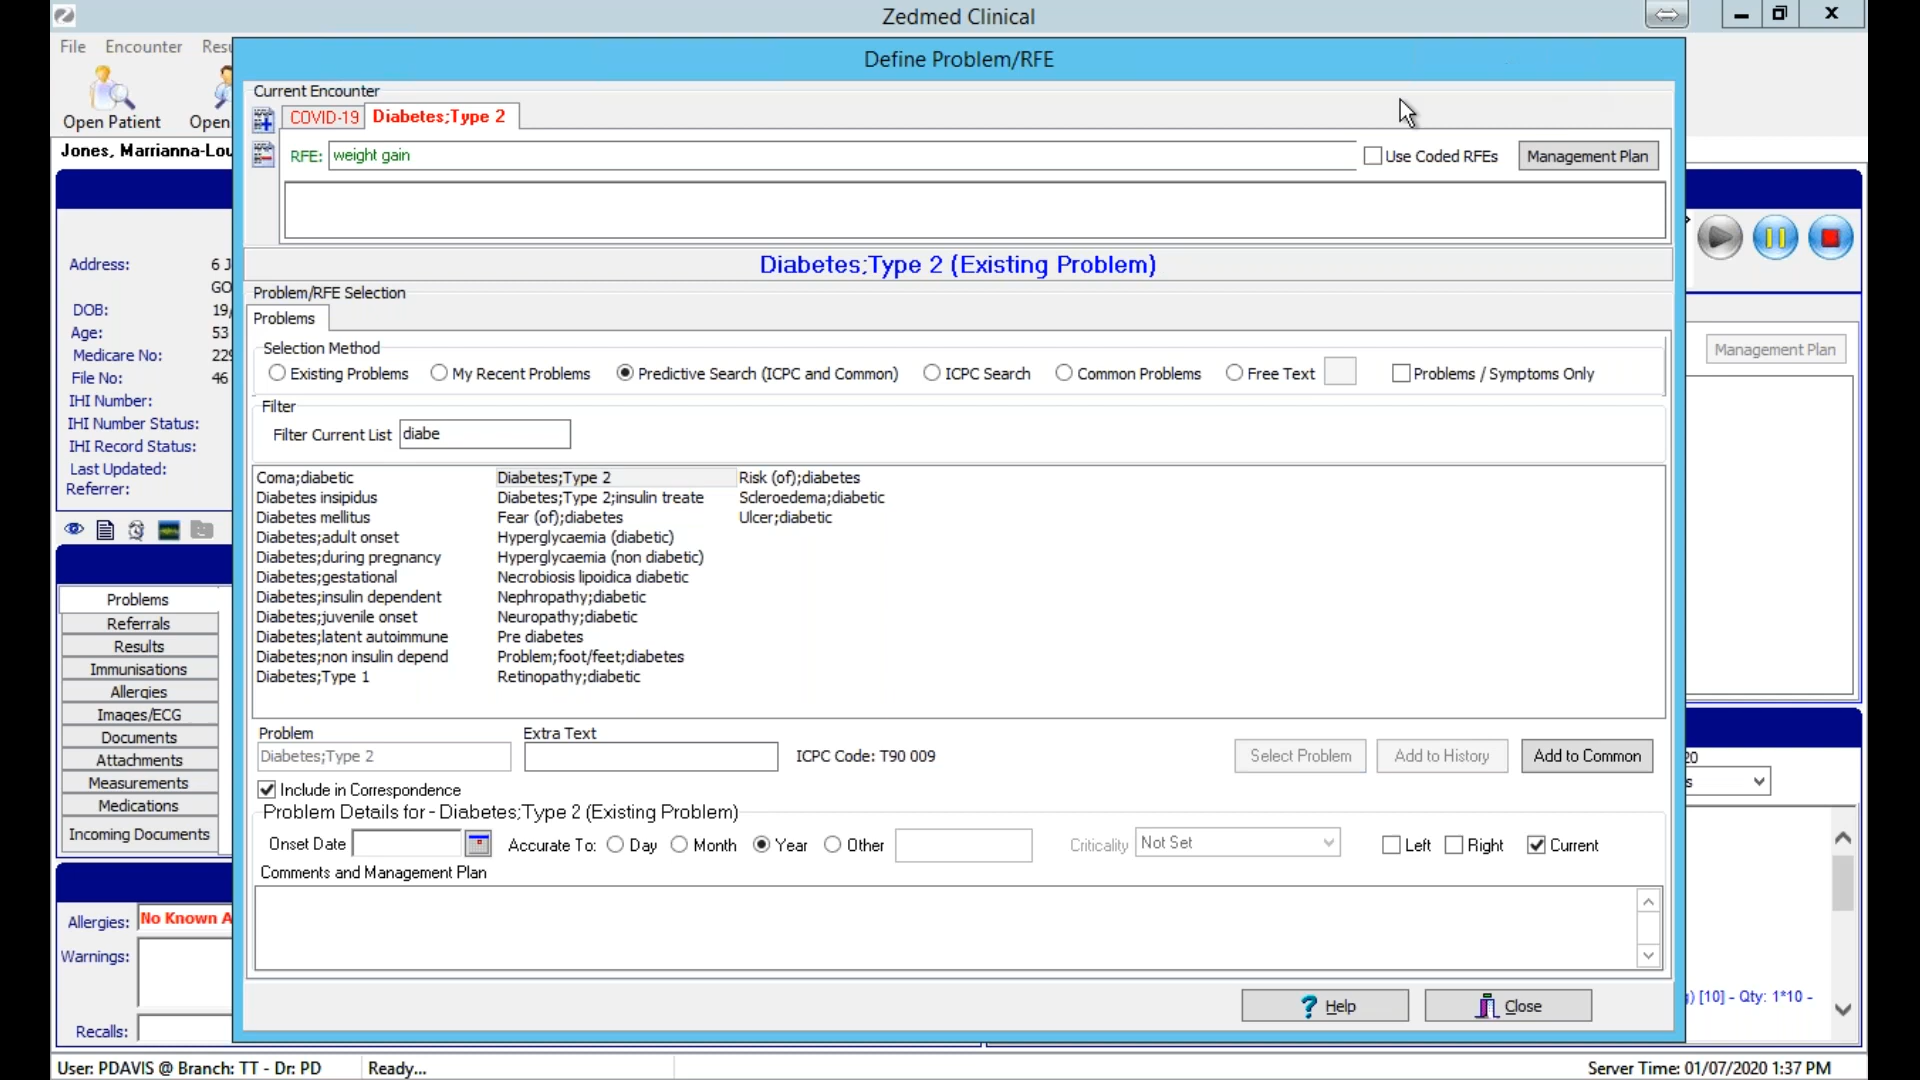 Zedmed Clinical
File Encounter
Define Problem/RFE
Open Patient Open
Current Encounter
COVID-19 Diabetes;Type 2
Jones, Marrianna-Lou
RFE: weight gain Use Coded RFEs Management Plan
Diabetes;Type 2 (Existing Problem)
Problem/RFE Selection
Problems
Selection Method
Existing Problems My Recent Problems Predictive Search (ICPC and Common) ICPC Search Common Problems Free Text Problems / Symptoms Only
Filter
Filter Current List diabe
Coma;diabetic
Diabetes insipidus
Diabetes mellitus
Diabetes;adult onset
Diabetes;during pregnancy
Diabetes;gestational
Diabetes;insulin dependent
Diabetes;juvenile onset
Diabetes;latent autoimmune
Diabetes;non insulin depend
Diabetes;Type 1
Diabetes;Type 2
Diabetes;Type 2;insulin treate
Fear (of);diabetes
Hyperglycaemia (diabetic)
Hyperglycaemia (non diabetic)
Necrobiosis lipoidica diabetic
Nephropathy;diabetic
Neuropathy;diabetic
Pre diabetes
Problem;foot/feet;diabetes
Retinopathy;diabetic
Risk (of);diabetes
Scleroedema;diabetic
Ulcer;diabetic
Problem Extra Text
Diabetes;Type 2 ICPC Code: T90 009 Select Problem Add to History Add to Common
Include in Correspondence
Problem Details for - Diabetes;Type 2 (Existing Problem)
Onset Date Accurate To: Day Month Year Other Criticality Not Set Left Right Current
Comments and Management Plan
? Help Close
Address: 6 J
GO
DOB: 19/
Age: 53
Medicare No: 229
File No: 46
IHI Number:
IHI Number Status:
IHI Record Status:
Last Updated:
Referrer:
Problems
Referrals
Results
Immunisations
Allergies
Images/ECG
Documents
Attachments
Measurements
Medications
Incoming Documents
Allergies: No Known A
Warnings:
Recalls:
Management Plan
20
s
) [10] - Qty: 1*10 -
User: PDAVIS @ Branch: TT - Dr: PD Ready... Server Time: 01/07/2020 1:37 PM